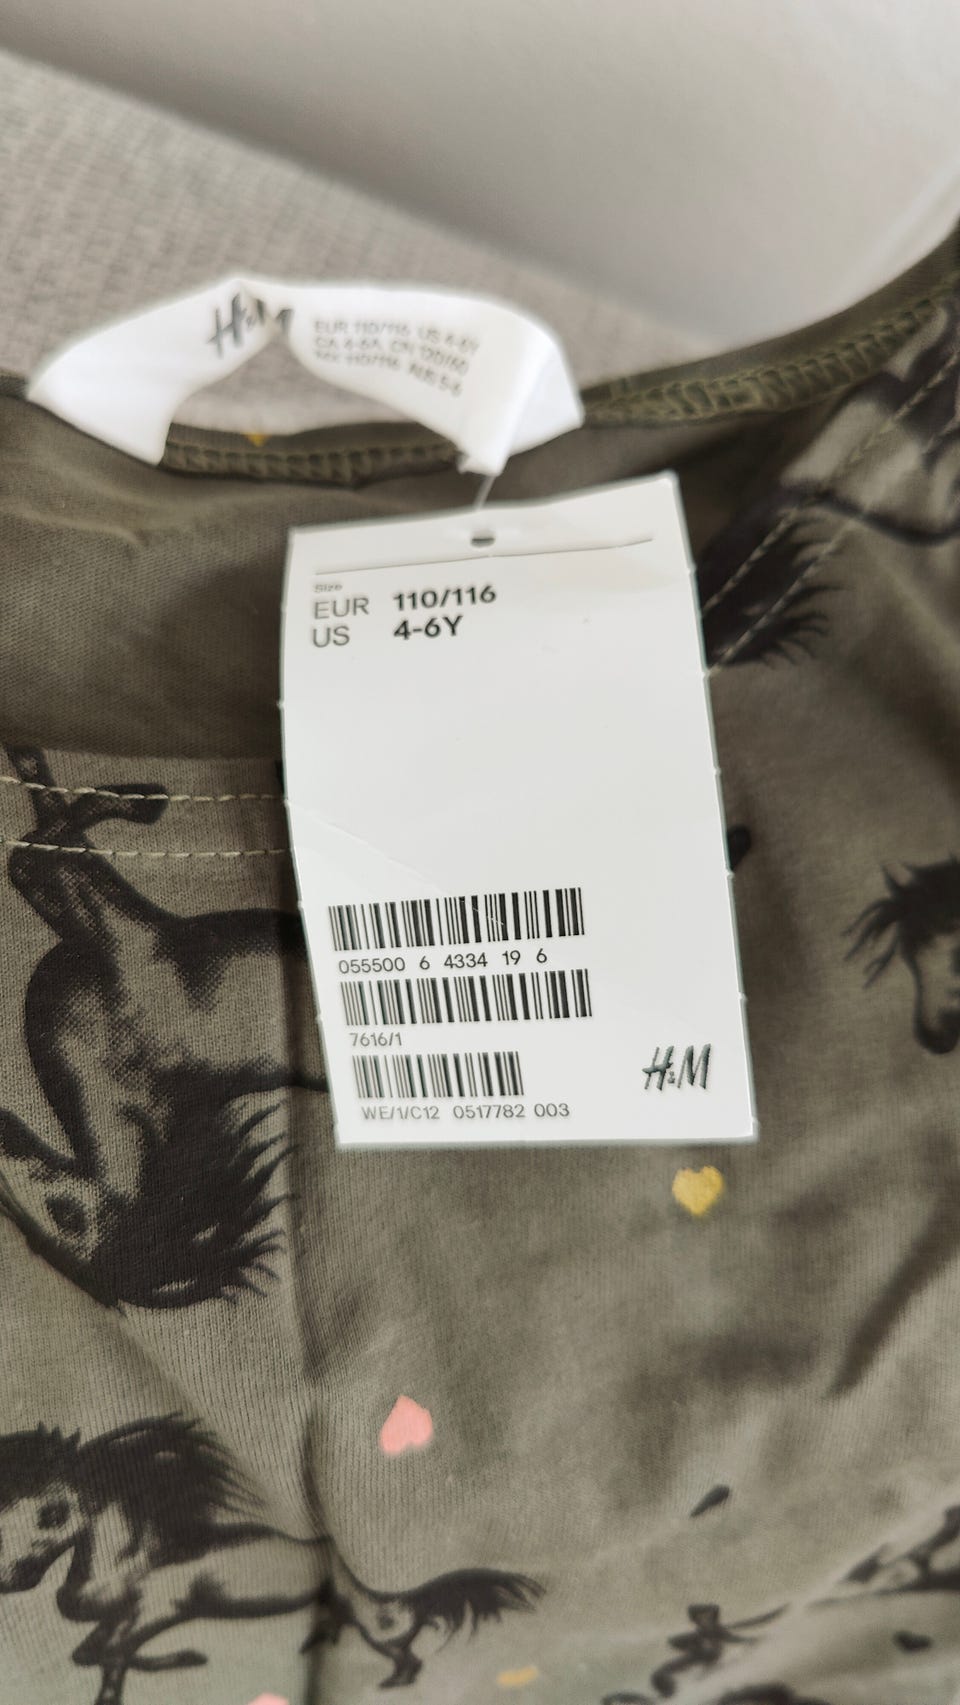 H&M
EUR 110/116 US 4-6Y
CA 4-6A, CN 120/60
MX 110/116 AUS 5-6
Size
EUR 110/116
US 4-6Y
055500 6 4334 19 6
7616/1
WE/1/C12 0517782 003
H&M